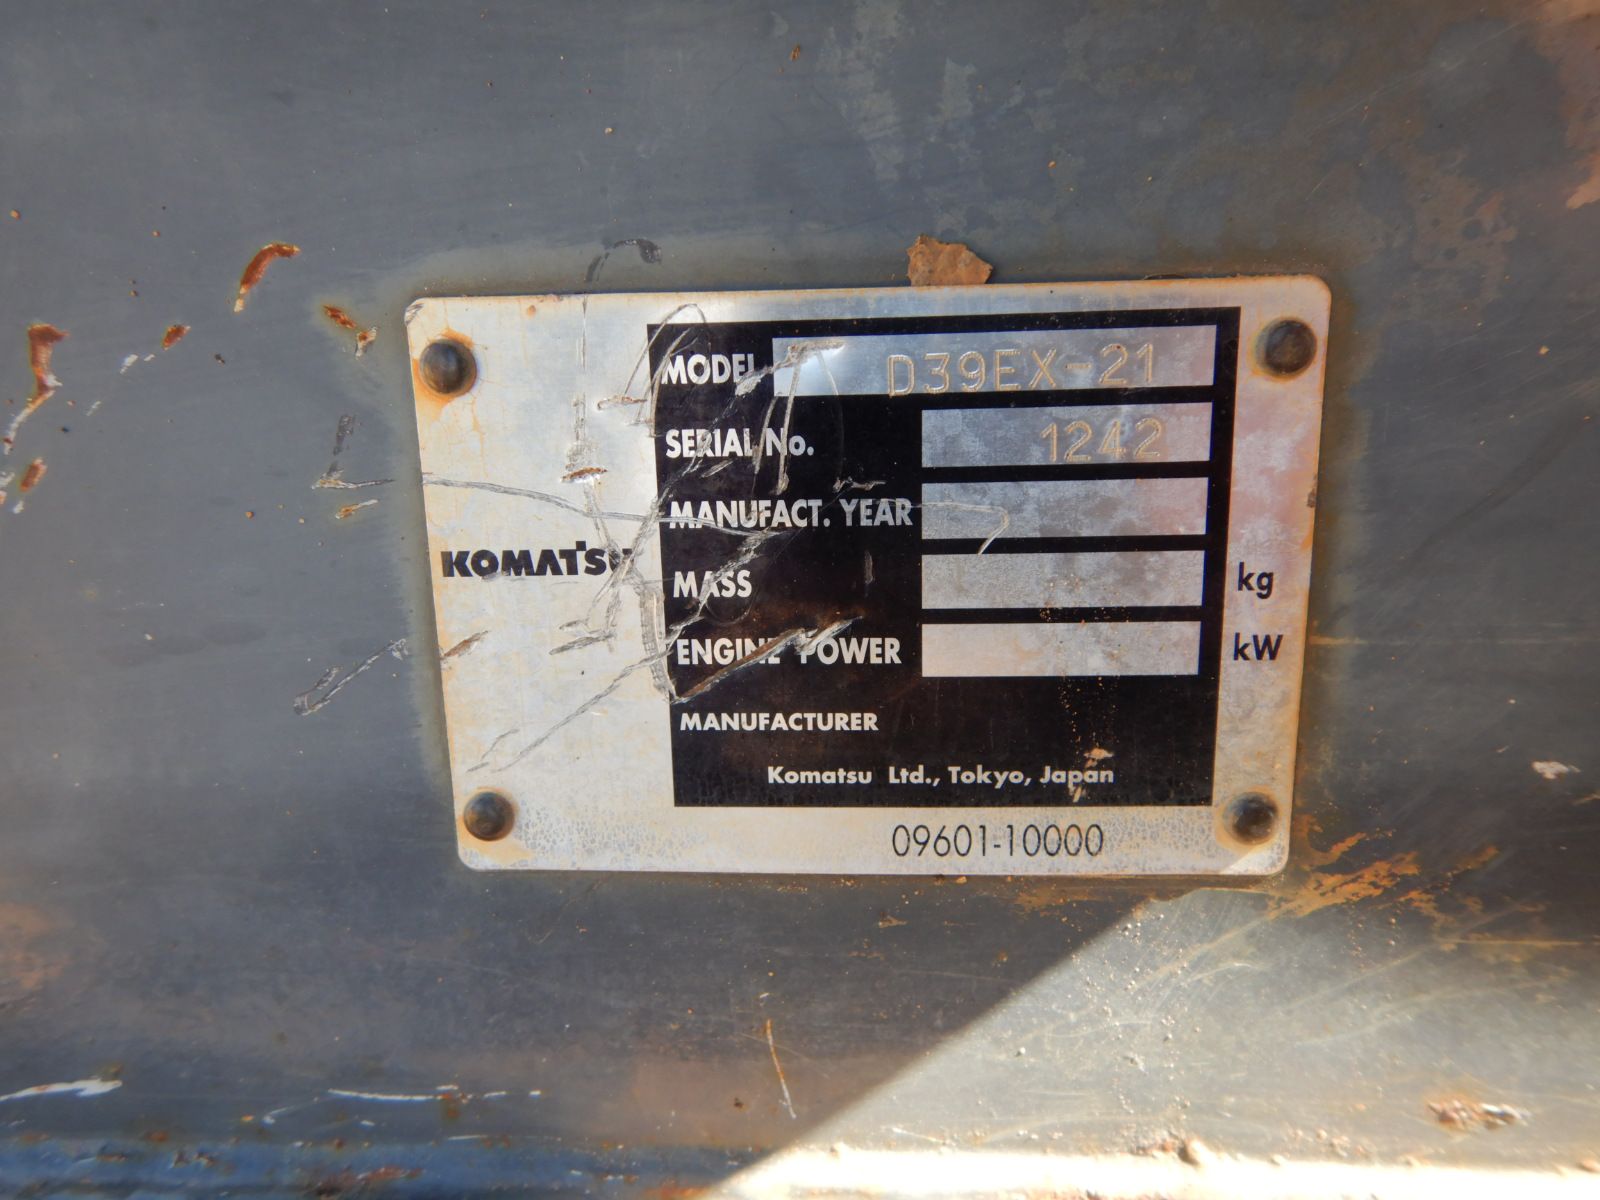 MODEL D39EX-21
SERIAL No. 1242
MANUFACT. YEAR
KOMATSU
MASS kg
ENGINE POWER kW
MANUFACTURER
Komatsu Ltd., Tokyo, Japan
09601-10000